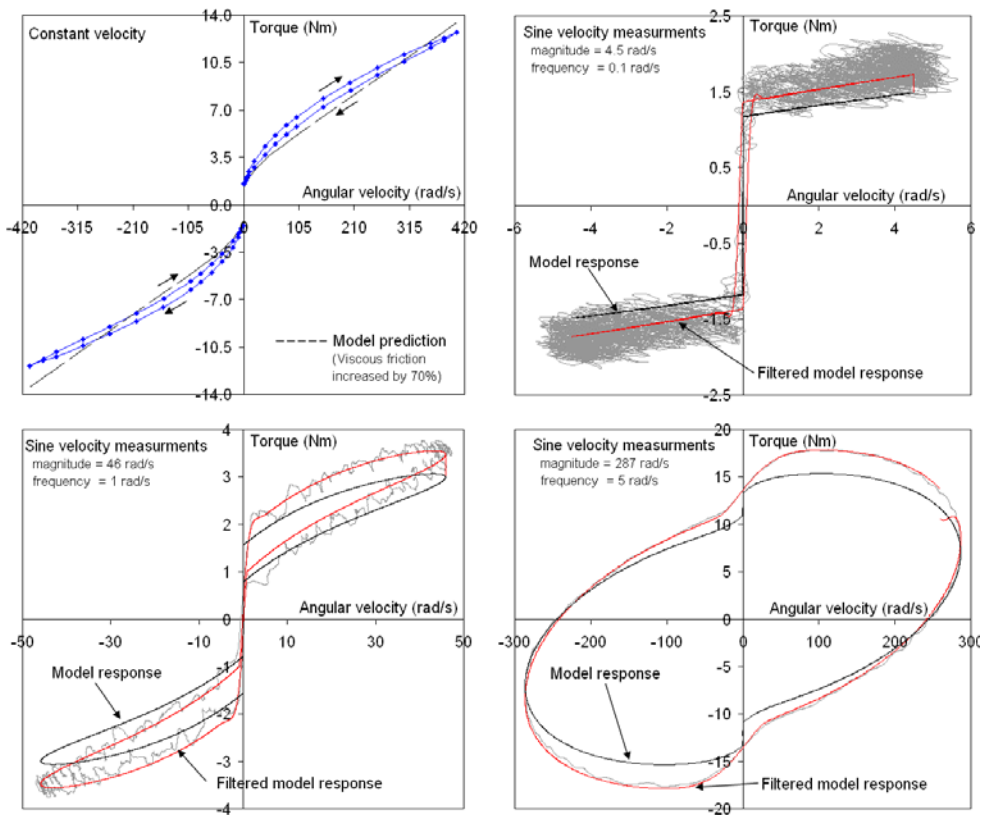 Constant velocity
Torque (Nm)
14.0
10.5
7.0
3.5
0.0
-3.5
-7.0
-10.5
-14.0
Angular velocity (rad/s)
-420 -315 -210 -105 0 105 210 315 420
Model prediction
(Viscous friction
increased by 70%)
Sine velocity measurments
magnitude = 4.5 rad/s
frequency = 0.1 rad/s
Torque (Nm)
2.5
1.5
0.5
-0.5
-1.5
-2.5
Angular velocity (rad/s)
-6 -4 -2 0 2 4 6
Model response
Filtered model response
Sine velocity measurments
magnitude = 46 rad/s
frequency = 1 rad/s
Torque (Nm)
4
3
2
1
0
-1
-2
-3
-4
Angular velocity (rad/s)
-50 -30 -10 10 30 50
Model response
Filtered model response
Sine velocity measurments
magnitude = 287 rad/s
frequency = 5 rad/s
Torque (Nm)
20
15
10
5
0
-5
-10
-15
-20
Angular velocity (rad/s)
-300 -200 -100 0 100 200 300
Model response
Filtered model response